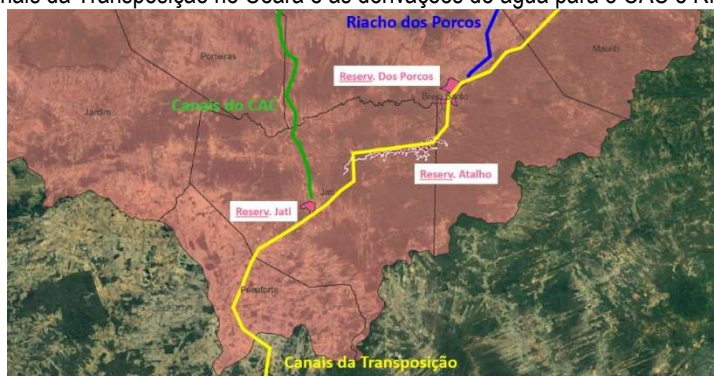 nais da Transposição no Ceará e as derivações de água para o CAC e Ri
Riacho dos Porcos
Porteiras
Mauriti
Reserv. Dos Porcos
Brejo Santo
Canais do CAC
Jardim
Reserv. Atalho
Jati
Reserv. Jati
Penaforte
Canais da Transposição